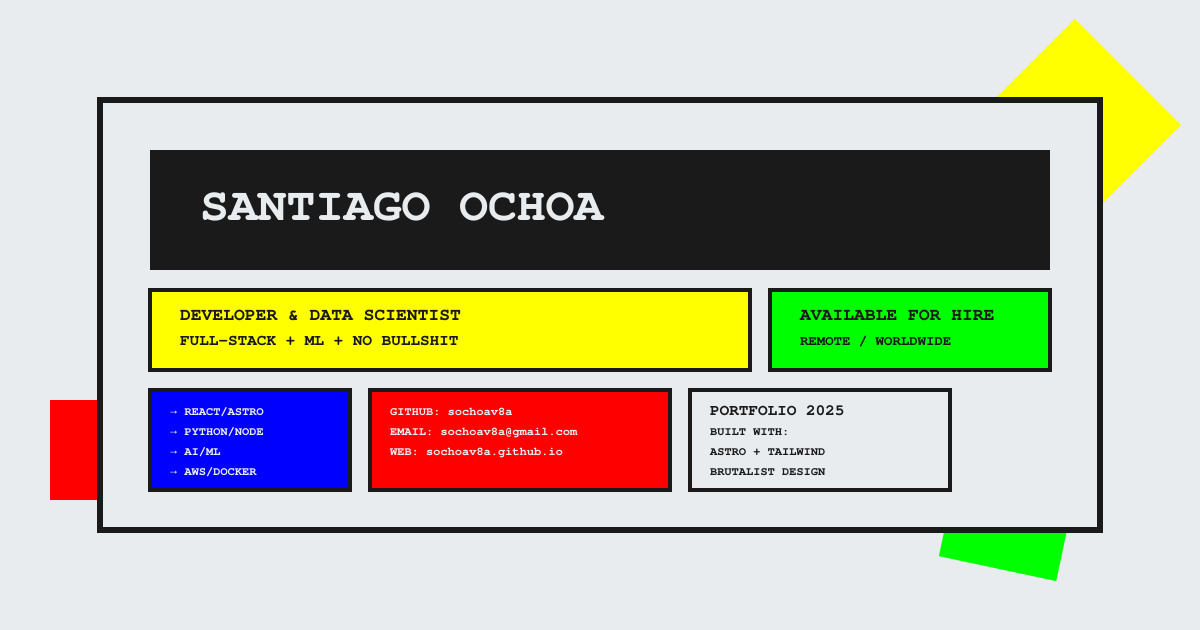 SANTIAGO OCHOA
DEVELOPER & DATA SCIENTIST
FULL-STACK + ML + NO BULLSHIT
AVAILABLE FOR HIRE
REMOTE / WORLDWIDE
→ REACT/ASTRO
→ PYTHON/NODE
→ AI/ML
→ AWS/DOCKER
GITHUB: sochoav8a
EMAIL: sochoav8a@gmail.com
WEB: sochoav8a.github.io
PORTFOLIO 2025
BUILT WITH:
ASTRO + TAILWIND
BRUTALIST DESIGN